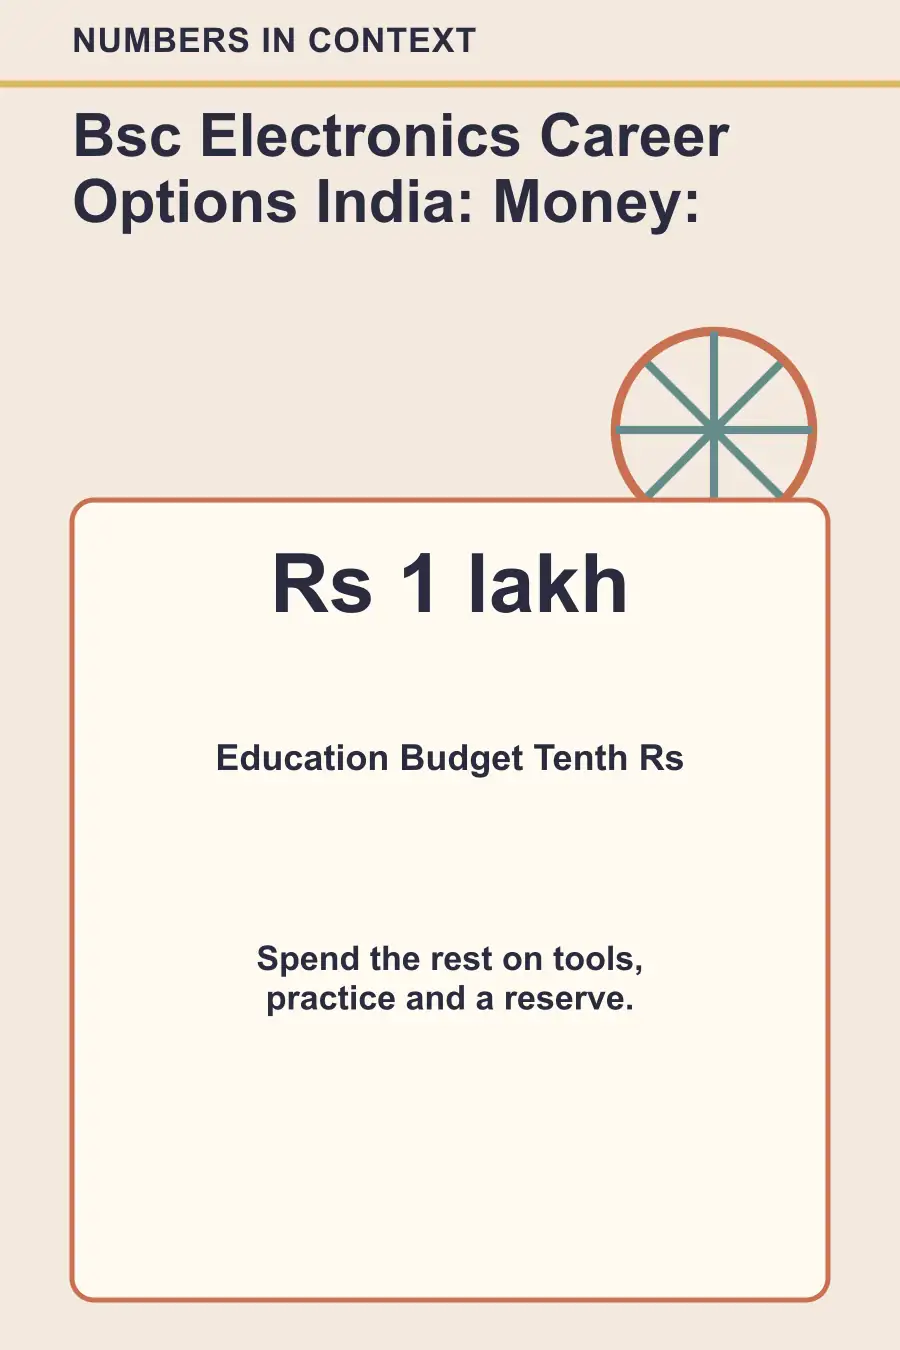 NUMBERS IN CONTEXT
Bsc Electronics Career
Options India: Money:
Rs 1 lakh
Education Budget Tenth Rs
Spend the rest on tools,
practice and a reserve.